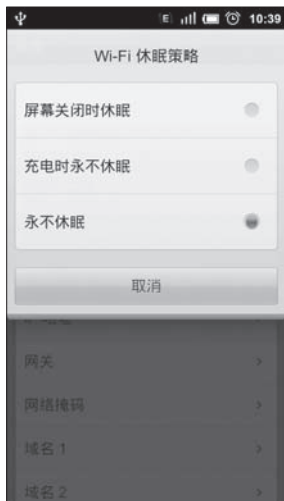 E 10:39
Wi-Fi 休眠策略
屏幕关闭时休眠
充电时永不休眠
永不休眠
取消
网关
网络掩码
域名 1
域名 2